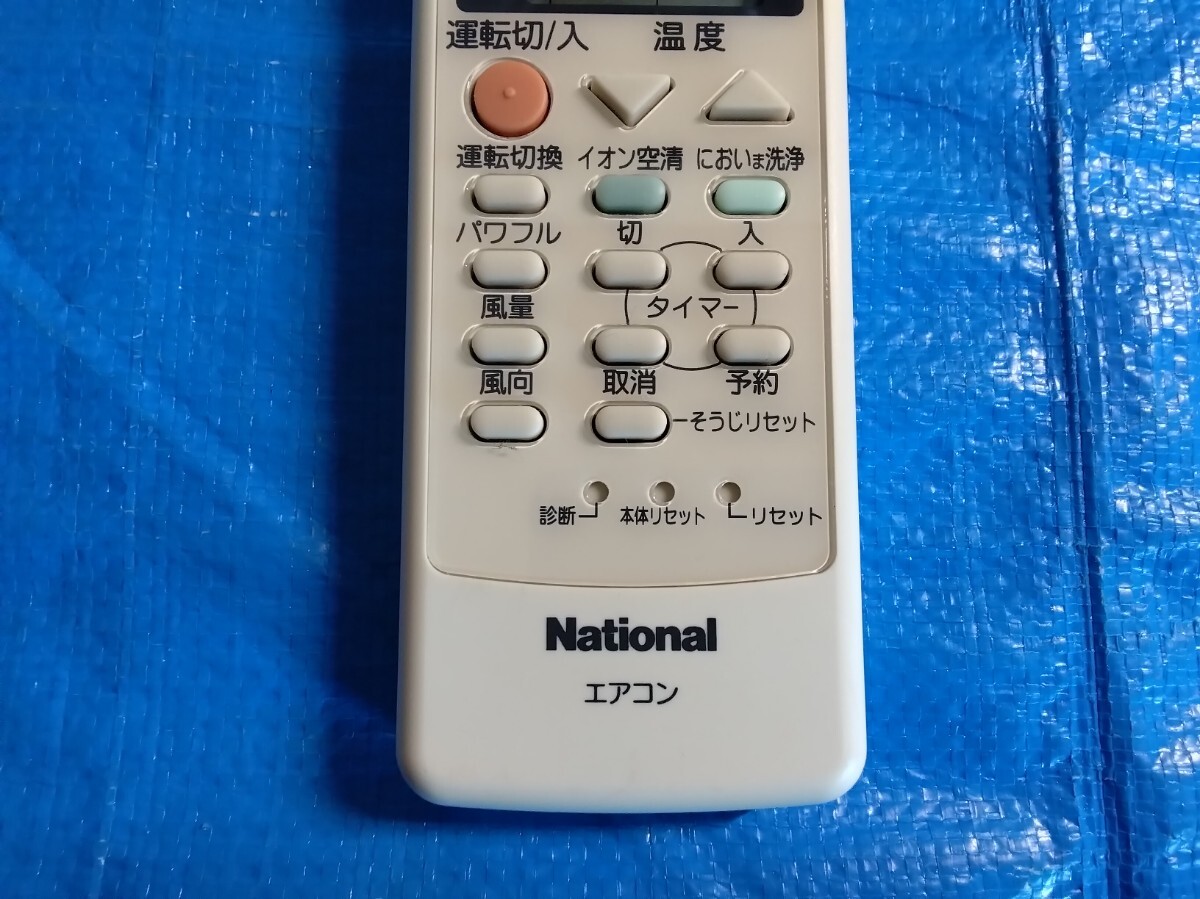 運転切/入 温度
運転切換 イオン空清 においま洗浄
パワフル 切 入
風量 タイマー
風向 取消 予約
そうじリセット
診断 本体リセット リセット
National
エアコン